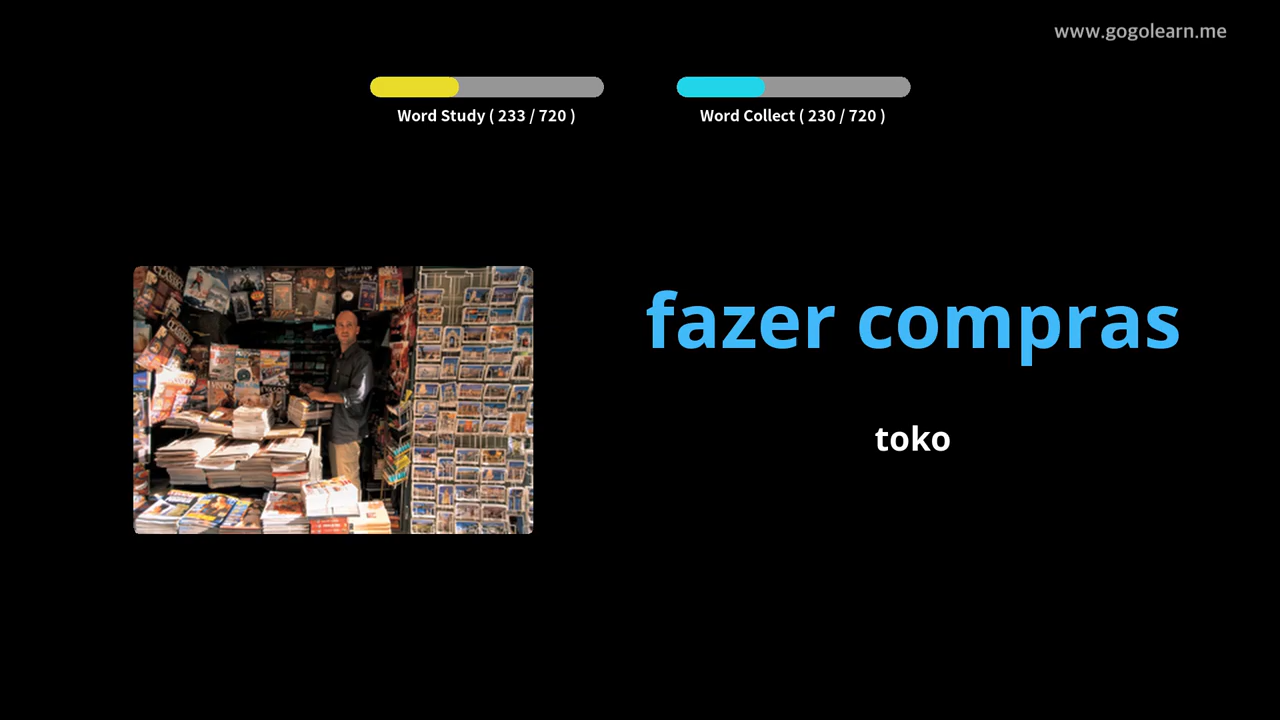 www.gogolearn.me
Word Study ( 233 / 720 )
Word Collect ( 230 / 720 )
fazer compras
toko